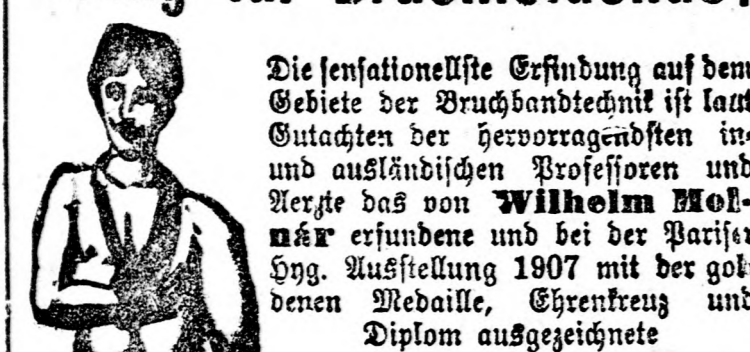 Die sensationellste Erfindung auf dem
Gebiete der Bruchbandtechnik ist laut
Gutachten der hervorragendsten in-
und ausländischen Professoren und
Aerzte das von Wilhelm Mol-
nár erfundene und bei der Pariser
Hyg. Ausstellung 1907 mit der gol-
denen Medaille, Ehrenkreuz und
Diplom ausgezeichnete